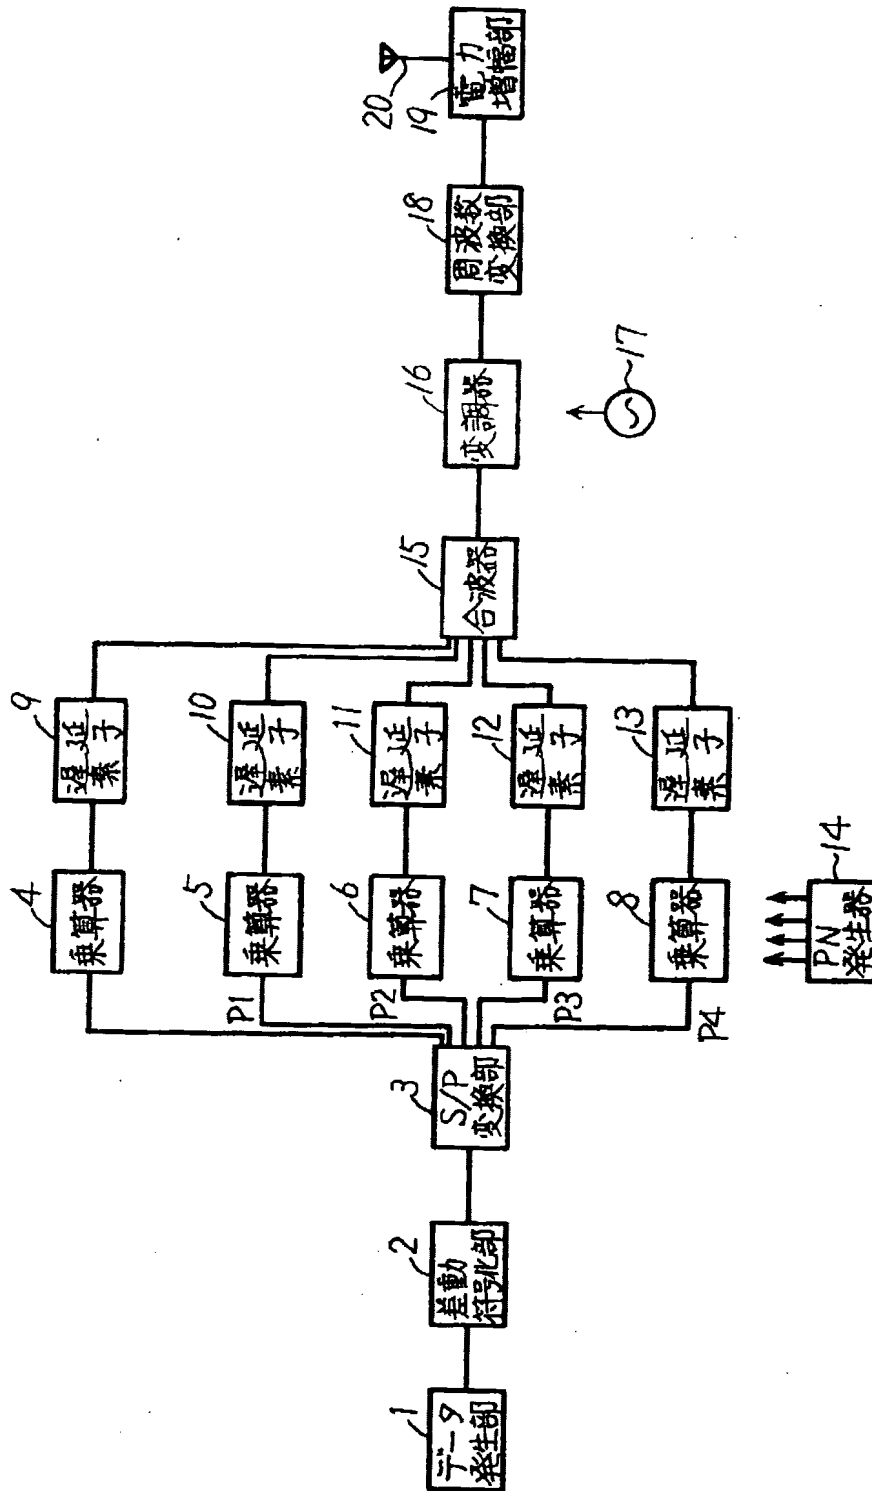 1
データ
発生部
2
差動
符号化部
3
S/P
変換部
P1
P2
P3
P4
4
乗算器
5
乗算器
6
乗算器
7
乗算器
8
乗算器
9
遅延
素子
10
遅延
素子
11
遅延
素子
12
遅延
素子
13
遅延
素子
14
PN
発生器
15
合波器
16
変調器
17
18
周波数
変換部
19
電力
増幅部
20